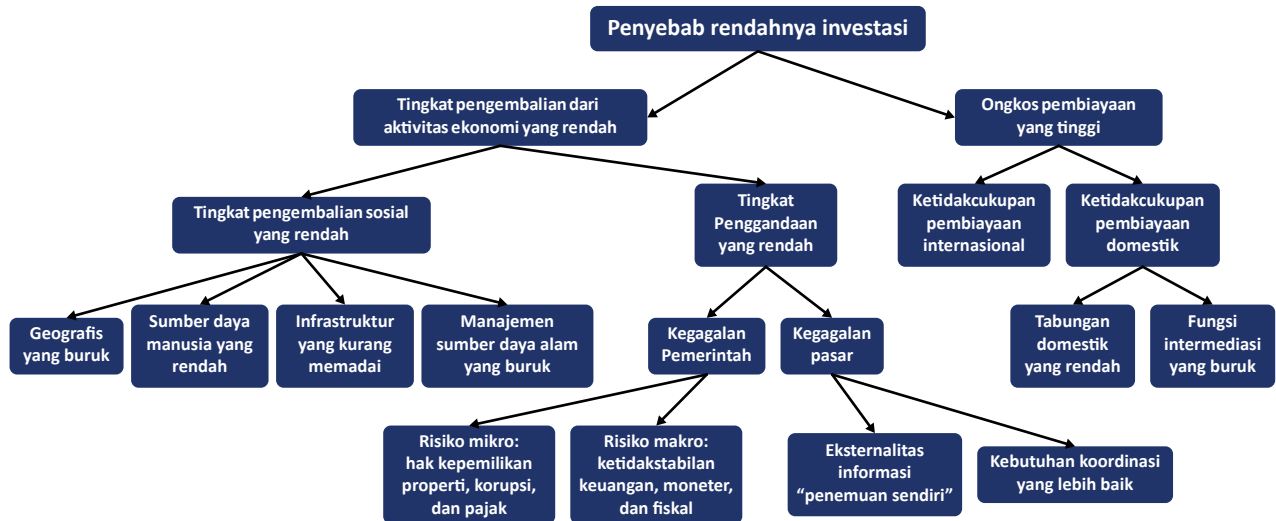 Penyebab rendahnya investasi
Tingkat pengembalian dari
aktivitas ekonomi yang rendah
Ongkos pembiayaan
yang tinggi
Tingkat pengembalian sosial
yang rendah
Tingkat
Penggandaan
yang rendah
Ketidakcukupan
pembiayaan
internasional
Ketidakcukupan
pembiayaan
domestik
Geografis
yang buruk
Sumber daya
manusia yang
rendah
Infrastruktur
yang kurang
memadai
Manajemen
sumber daya alam
yang buruk
Kegagalan
Pemerintah
Kegagalan
pasar
Tabungan
domestik
yang rendah
Fungsi
intermediasi
yang buruk
Risiko mikro:
hak kepemilikan
properti, korupsi,
dan pajak
Risiko makro:
ketidakstabilan
keuangan, moneter,
dan fiskal
Eksternalitas
informasi
“penemuan sendiri”
Kebutuhan koordinasi
yang lebih baik